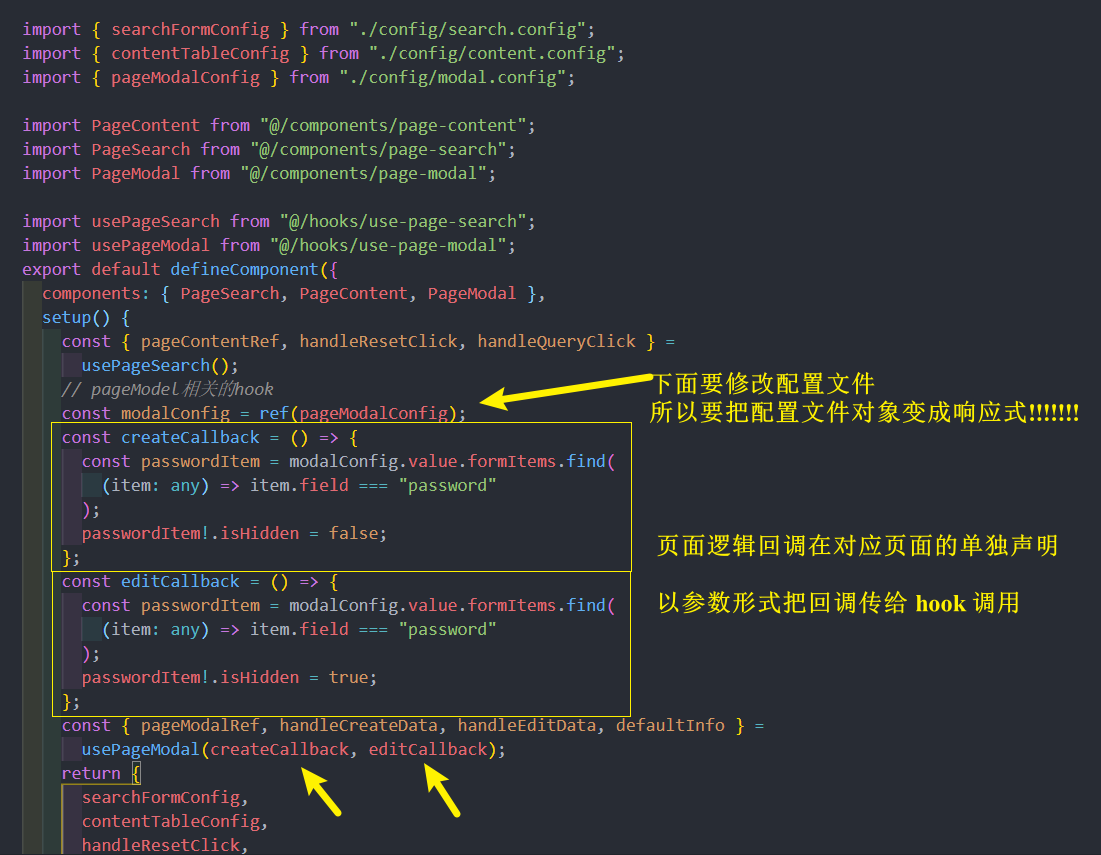 import { searchFormConfig } from "./config/search.config";
import { contentTableConfig } from "./config/content.config";
import { pageModalConfig } from "./config/modal.config";
import PageContent from "@/components/page-content";
import PageSearch from "@/components/page-search";
import PageModal from "@/components/page-modal";
import usePageSearch from "@/hooks/use-page-search";
import usePageModal from "@/hooks/use-page-modal";
export default defineComponent({
components: { PageSearch, PageContent, PageModal },
setup() {
const { pageContentRef, handleResetClick, handleQueryClick } =
usePageSearch();
// pageModel相关的hook
const modalConfig = ref(pageModalConfig);
下面要修改配置文件
所以要把配置文件对象变成响应式!!!!!!!
const createCallback = () => {
const passwordItem = modalConfig.value.formItems.find(
(item: any) => item.field === "password"
);
passwordItem!.isHidden = false;
};
页面逻辑回调在对应页面的单独声明
const editCallback = () => {
const passwordItem = modalConfig.value.formItems.find(
以参数形式把回调传给 hook 调用
(item: any) => item.field === "password"
);
passwordItem!.isHidden = true;
};
const { pageModalRef, handleCreateData, handleEditData, defaultInfo } =
usePageModal(createCallback, editCallback);
return {
searchFormConfig,
contentTableConfig,
handleResetClick,